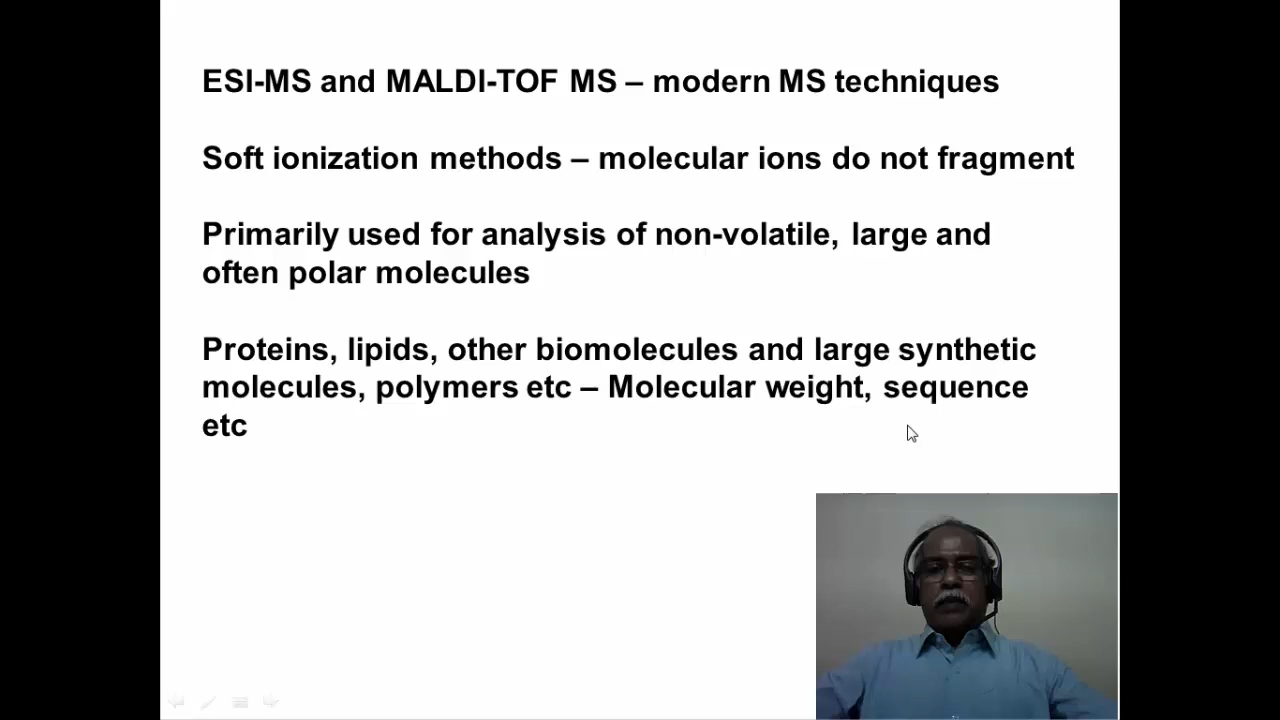 ESI-MS and MALDI-TOF MS – modern MS techniques
Soft ionization methods – molecular ions do not fragment
Primarily used for analysis of non-volatile, large and
often polar molecules
Proteins, lipids, other biomolecules and large synthetic
molecules, polymers etc – Molecular weight, sequence
etc